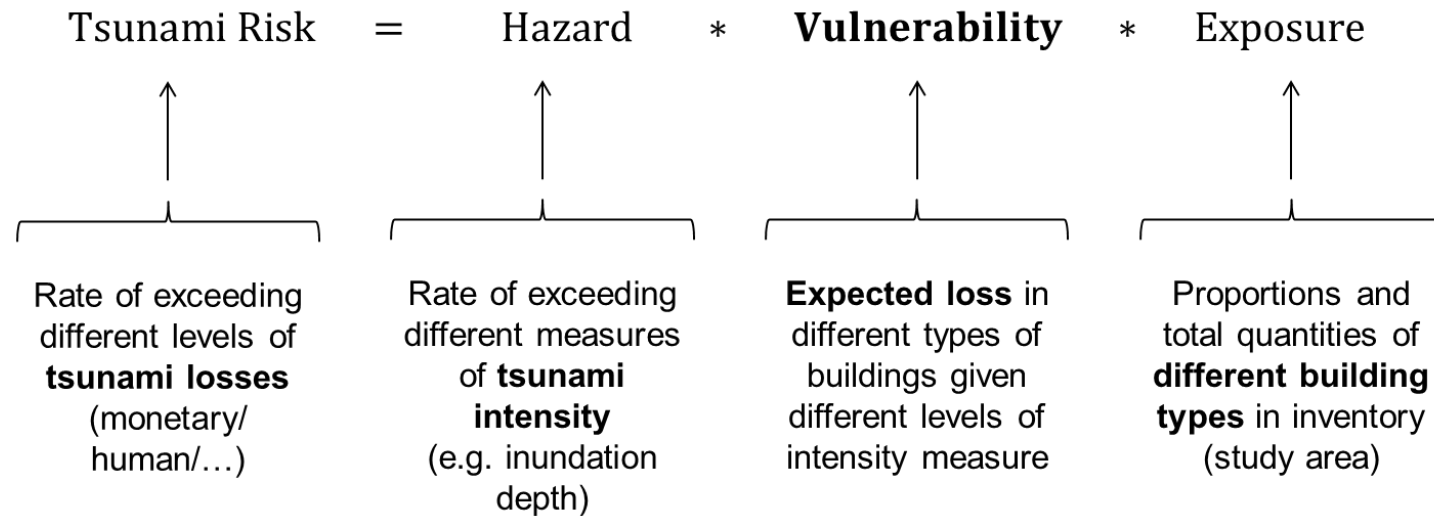 Tsunami Risk = Hazard * Vulnerability * Exposure
Rate of exceeding
different levels of
tsunami losses
(monetary/
human/…)
Rate of exceeding
different measures
of tsunami
intensity
(e.g. inundation
depth)
Expected loss in
different types of
buildings given
different levels of
intensity measure
Proportions and
total quantities of
different building
types in inventory
(study area)